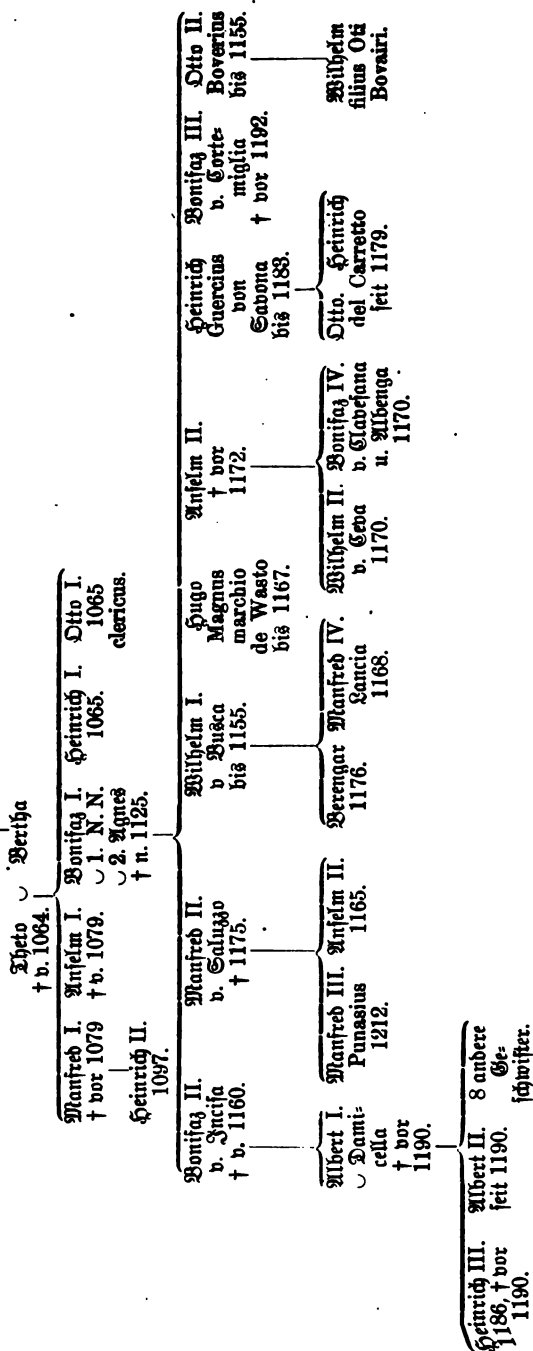 Theto ◡ Bertha
† v. 1064.
Manfred I.
† vor 1079
Anselm I.
† v. 1079.
Bonifaz I.
◡ 1. N. N.
◡ 2. Agnes
† n. 1125.
Heinrich I.
1065.
Otto I.
1065
clericus.
Heinrich II.
1097.
Bonifaz II.
v. Incisa
† v. 1160.
Manfred II.
v. Saluzzo
† 1175.
Wilhelm I.
v Busca
bis 1155.
Hugo
Magnus
marchio
de Wasto
bis 1167.
Anselm II.
† vor
1172.
Heinrich
Guercius
von
Savona
bis 1183.
Bonifaz III.
v. Corte=
miglia
† vor 1192.
Otto II.
Boverius
bis 1155.
Albert I.
◡ Dami=
cella
† vor
1190.
Manfred III.
Punasius
1212.
Anselm II.
1165.
Berengar
1176.
Manfred IV.
Lancia
1168.
Wilhelm II.
v. Ceva
1170.
Bonifaz IV.
v. Clavesana
u. Albenga
1170.
Otto. Heinrich
del Carretto
seit 1179.
Wilhelm
filius Oti
Bovairi.
Heinrich III.
1186, † vor
1190.
Albert II.
seit 1190.
8 andere
Ge=
schwister.